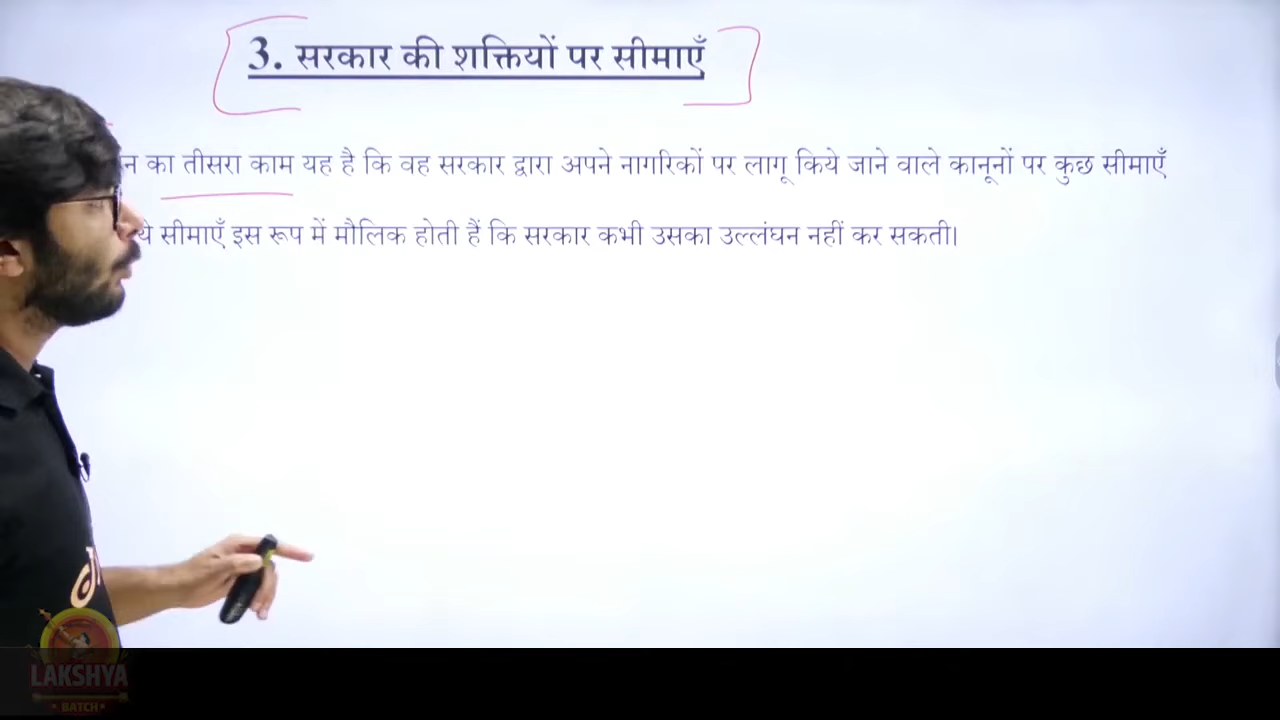 3. सरकार की शक्तियों पर सीमाएँ
का तीसरा काम यह है कि वह सरकार द्वारा अपने नागरिकों पर लागू किये जाने वाले कानूनों पर कुछ सीमाएँ
ये सीमाएँ इस रूप में मौलिक होती हैं कि सरकार कभी उसका उल्लंघन नहीं कर सकती।
LAKSHYA
BATCH